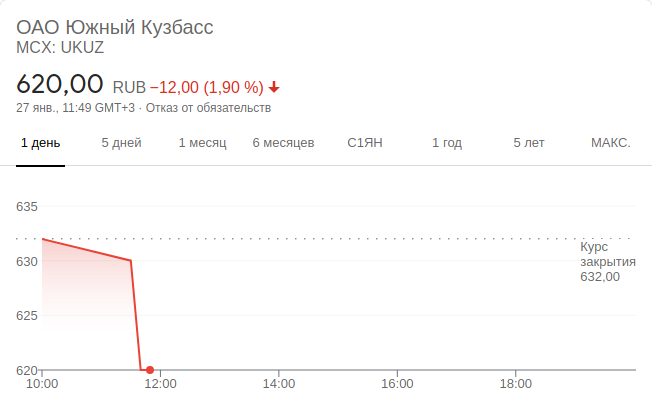 ОАО Южный Кузбасс
MCX: UKUZ
620,00 RUB −12,00 (1,90 %)
27 янв., 11:49 GMT+3 · Отказ от обязательств
1 день 5 дней 1 месяц 6 месяцев С1ЯН 1 год 5 лет МАКС.
635
630
625
620
Курс
закрытия
632,00
10:00 12:00 14:00 16:00 18:00